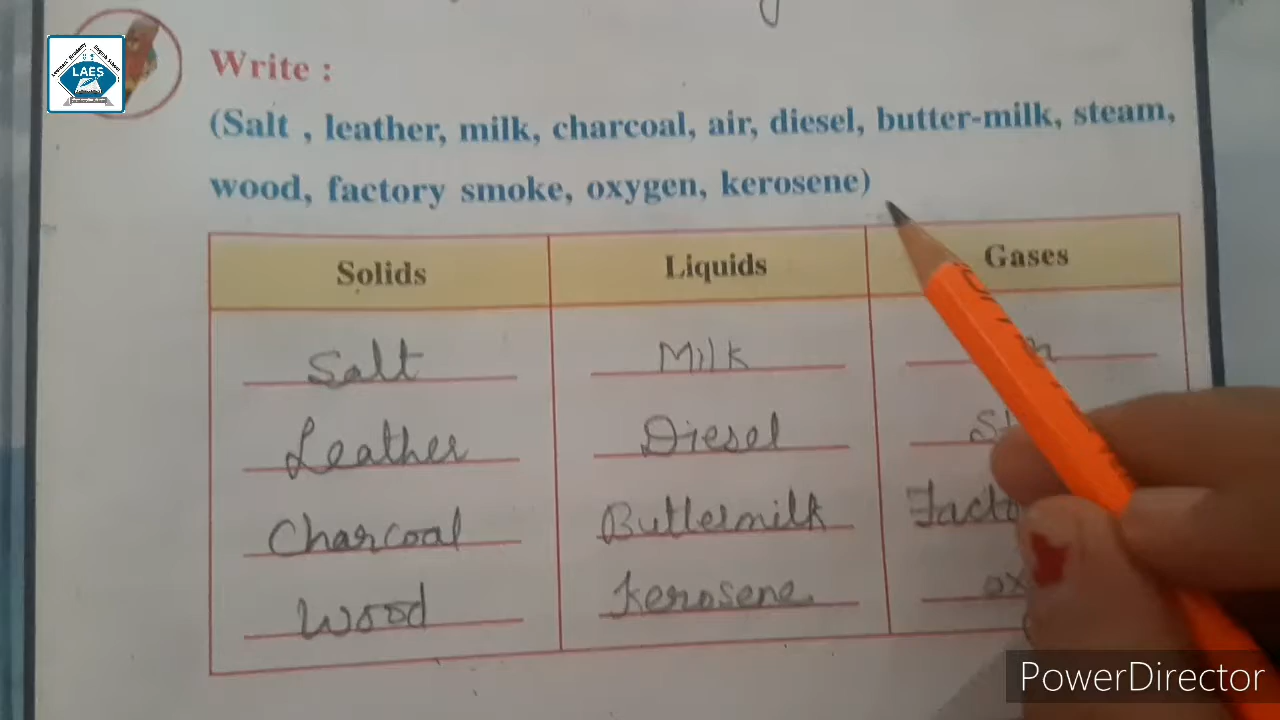 LAES
Write :
(Salt , leather, milk, charcoal, air, diesel, butter-milk, steam,
wood, factory smoke, oxygen, kerosene)
Solids Liquids Gases
Salt Milk
Leather Diesel
Charcoal Buttermilk
Wood Kerosene
PowerDirector